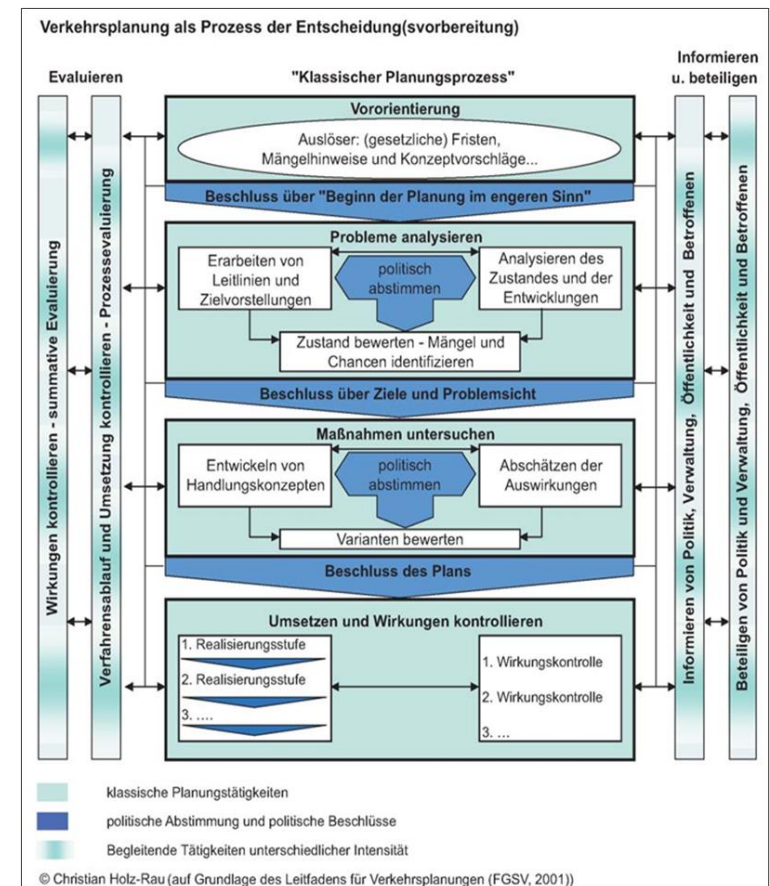 Verkehrsplanung als Prozess der Entscheidung(svorbereitung)
Evaluieren
"Klassischer Planungsprozess"
Informieren
u. beteiligen
Wirkungen kontrollieren - summative Evaluierung
Verfahrensablauf und Umsetzung kontrollieren - Prozessevaluierung
Vororientierung
Auslöser: (gesetzliche) Fristen,
Mängelhinweise und Konzeptvorschläge...
Beschluss über "Beginn der Planung im engeren Sinn"
Probleme analysieren
Erarbeiten von
Leitlinien und
Zielvorstellungen
politisch
abstimmen
Analysieren des
Zustandes und der
Entwicklungen
Zustand bewerten - Mängel und
Chancen identifizieren
Beschluss über Ziele und Problemsicht
Maßnahmen untersuchen
Entwickeln von
Handlungskonzepten
politisch
abstimmen
Abschätzen der
Auswirkungen
Varianten bewerten
Beschluss des Plans
Umsetzen und Wirkungen kontrollieren
1. Realisierungsstufe
2. Realisierungsstufe
3. ....
1. Wirkungskontrolle
2. Wirkungskontrolle
3. ...
Informieren von Politik, Verwaltung, Öffentlichkeit und Betroffenen
Beteiligen von Politik und Verwaltung, Öffentlichkeit und Betroffenen
klassische Planungstätigkeiten
politische Abstimmung und politische Beschlüsse
Begleitende Tätigkeiten unterschiedlicher Intensität
© Christian Holz-Rau (auf Grundlage des Leitfadens für Verkehrsplanungen (FGSV, 2001))